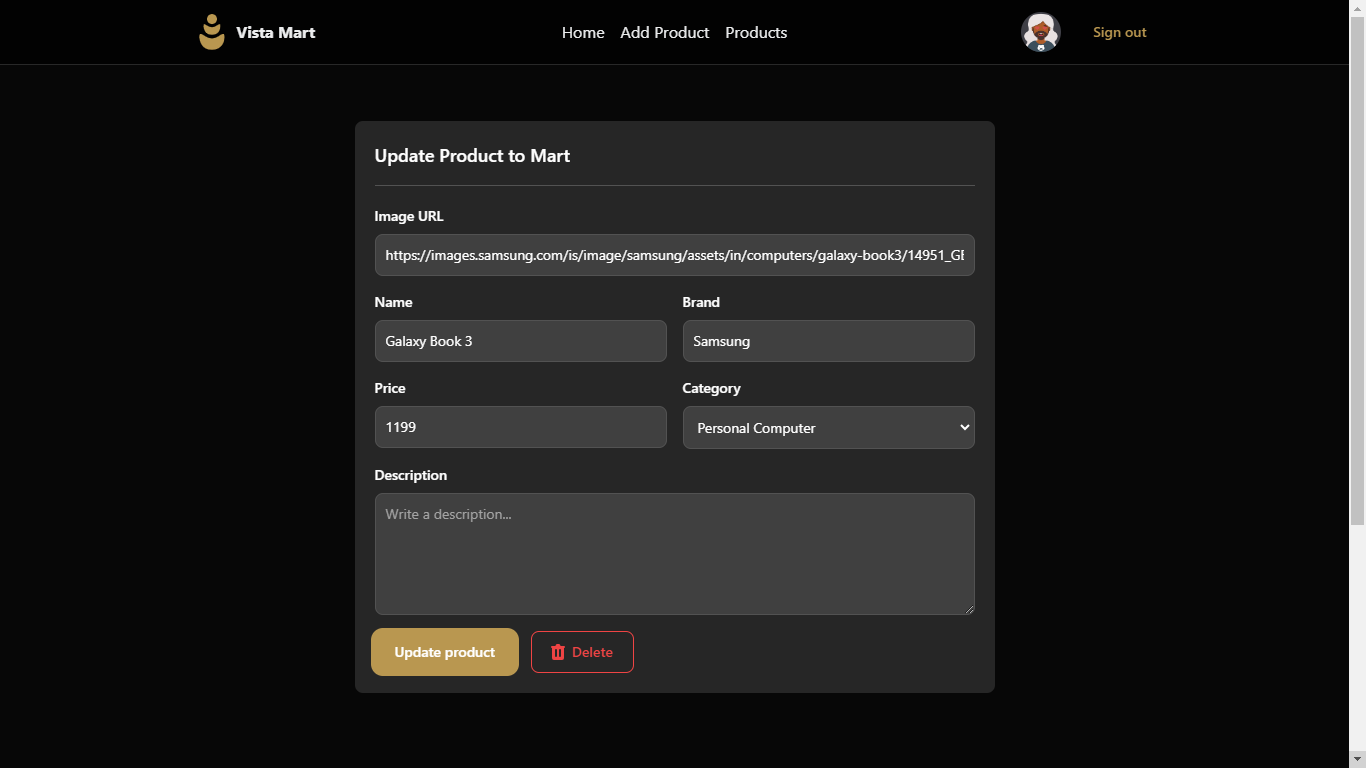 Vista Mart
Home Add Product Products
Sign out
Update Product to Mart
Image URL
https://images.samsung.com/is/image/samsung/assets/in/computers/galaxy-book3/14951_GE
Name Brand
Galaxy Book 3 Samsung
Price Category
1199 Personal Computer
Description
Write a description...
Update product Delete